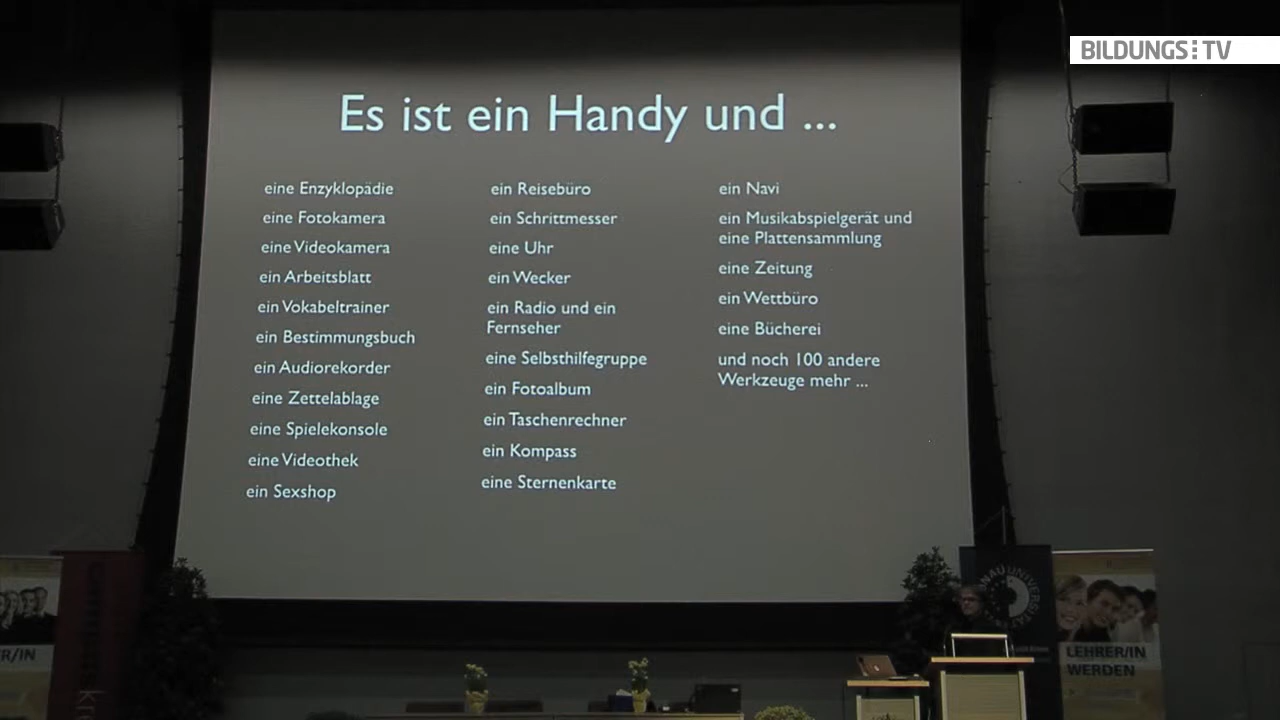 BILDUNGS TV
Es ist ein Handy und ...
eine Enzyklopädie
eine Fotokamera
eine Videokamera
ein Arbeitsblatt
ein Vokabeltrainer
ein Bestimmungsbuch
ein Audiorekorder
eine Zettelablage
eine Spielekonsole
eine Videothek
ein Sexshop
ein Reisebüro
ein Schrittmesser
eine Uhr
ein Wecker
ein Radio und ein
Fernseher
eine Selbsthilfegruppe
ein Fotoalbum
ein Taschenrechner
ein Kompass
eine Sternenkarte
ein Navi
ein Musikabspielgerät und
eine Plattensammlung
eine Zeitung
ein Wettbüro
eine Bücherei
und noch 100 andere
Werkzeuge mehr ...
R/IN
NAU UNIVERSITÄT
LEHRER/IN
WERDEN